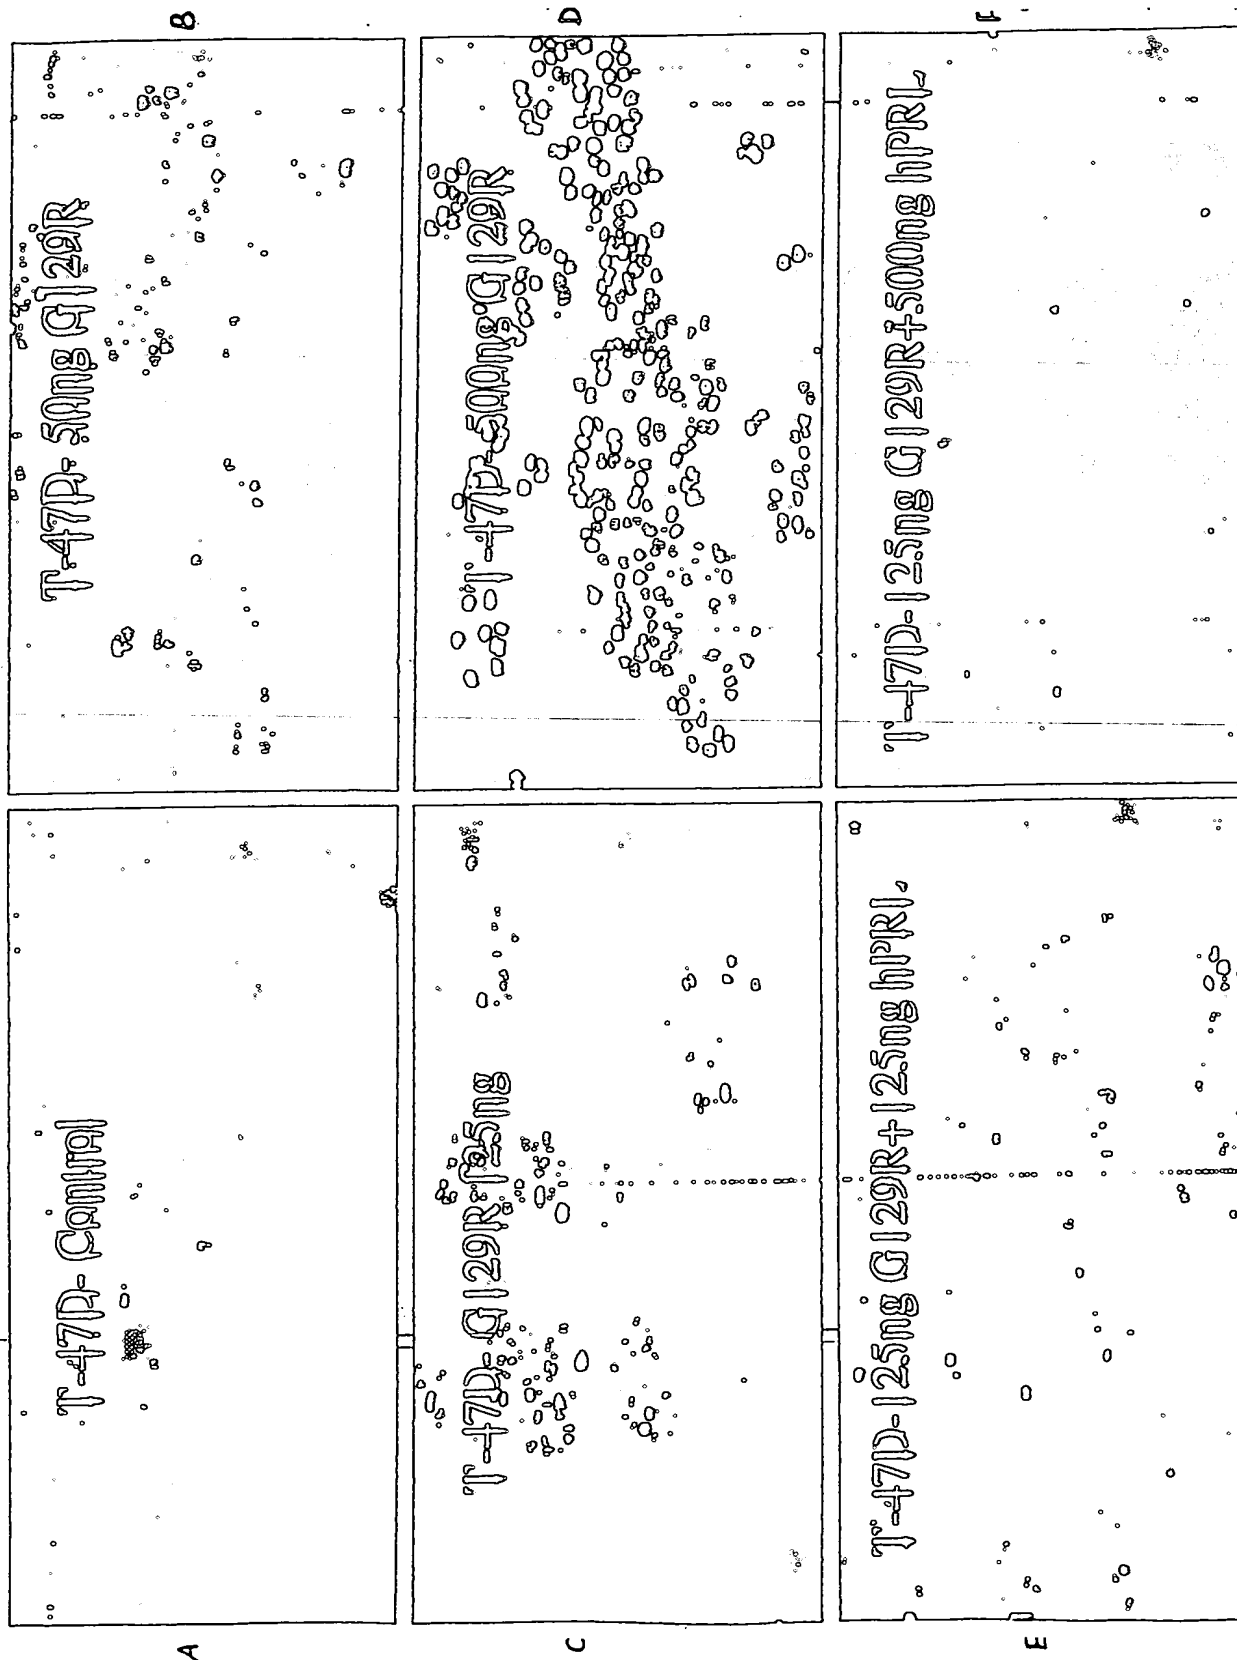 A
T-47D- Control
B
T-47D- 50ng G129R
C
T-47D- G129R 125ng
D
T-47D-500ng G129R
E
T-47D-125ng G129R+125ng hPRL
F
T-47D-125ng G129R+500ng hPRL